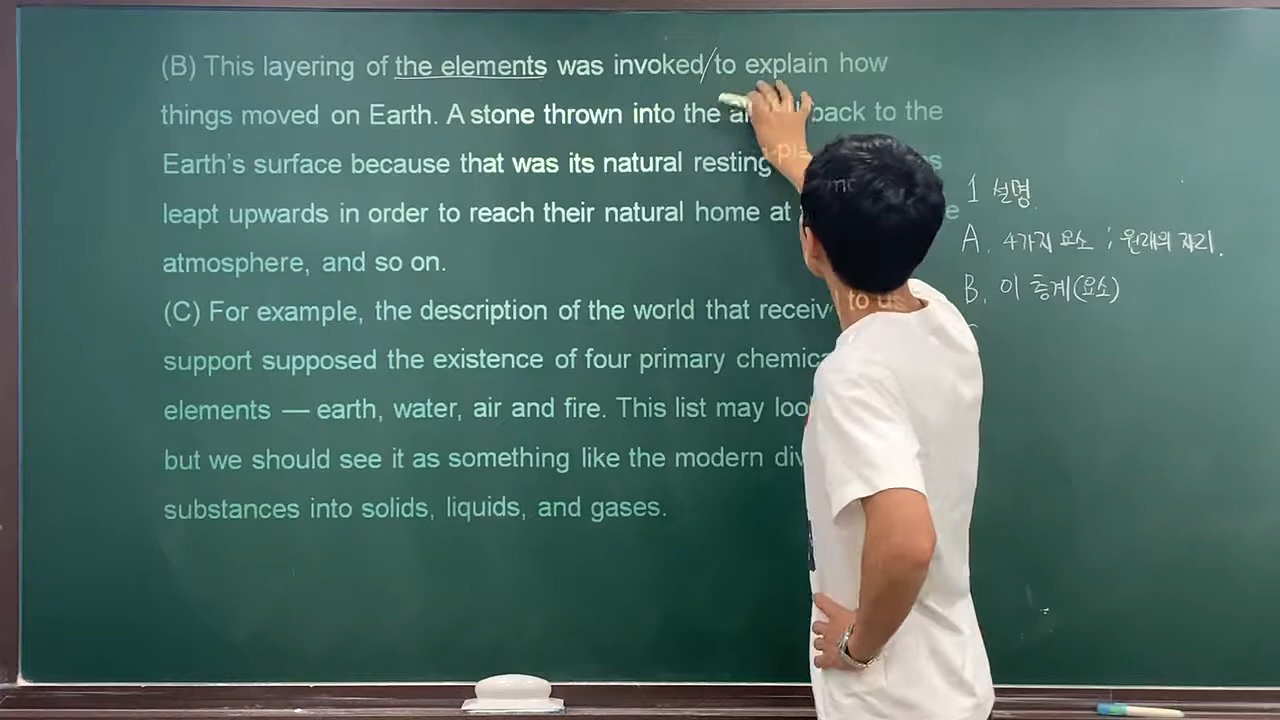 (B) This layering of the elements was invoked/to explain how
things moved on Earth. A stone thrown into the back to the
Earth's surface because that was its natural resting
leapt upwards in order to reach their natural home at
atmosphere, and so on.
(C) For example, the description of the world that to us
support supposed the existence of four primary
elements — earth, water, air and fire. This list may
but we should see it as something like the modern
substances into solids, liquids, and gases.
1 설명.
A. 4가지 요소 ; 원래의 자리.
B. 이 층계(요소)